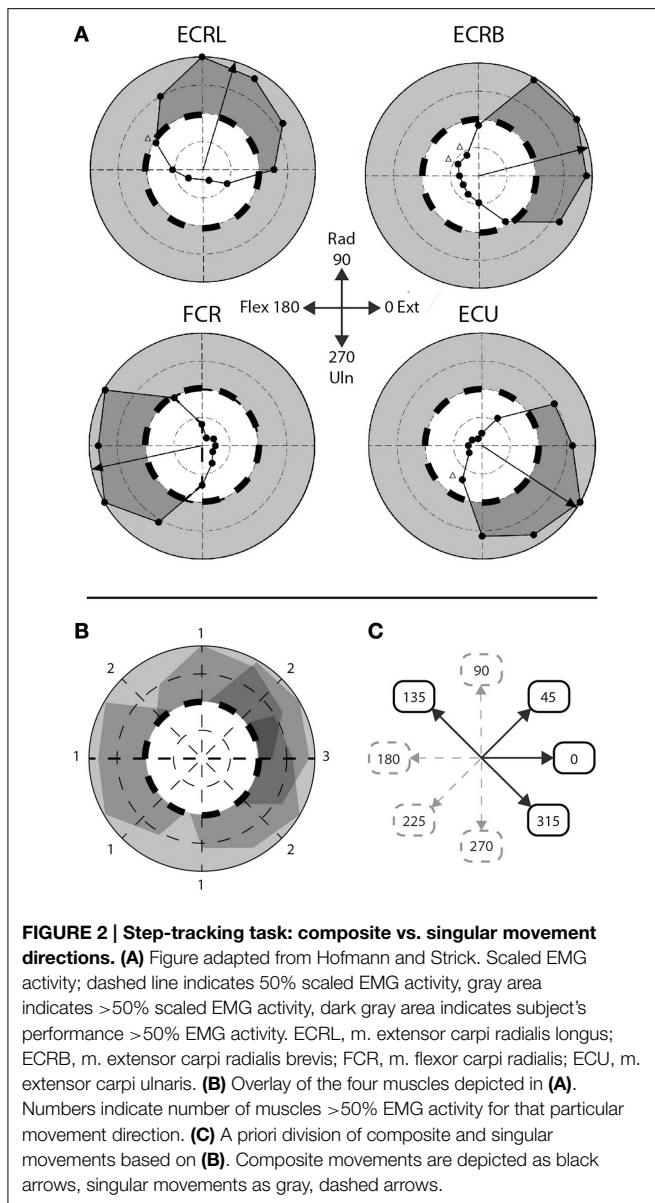 A
ECRL
ECRB
Rad
90
Flex 180
0 Ext
270
Uln
FCR
ECU
B
1
2
2
1
3
2
2
1
1
C
90
135
45
180
0
225
315
270
FIGURE 2 | Step-tracking task: composite vs. singular movement
directions. (A) Figure adapted from Hofmann and Strick. Scaled EMG
activity; dashed line indicates 50% scaled EMG activity, gray area
indicates >50% scaled EMG activity, dark gray area indicates subject's
performance >50% EMG activity. ECRL, m. extensor carpi radialis longus;
ECRB, m. extensor carpi radialis brevis; FCR, m. flexor carpi radialis; ECU, m.
extensor carpi ulnaris. (B) Overlay of the four muscles depicted in (A).
Numbers indicate number of muscles >50% EMG activity for that particular
movement direction. (C) A priori division of composite and singular
movements based on (B). Composite movements are depicted as black
arrows, singular movements as gray, dashed arrows.